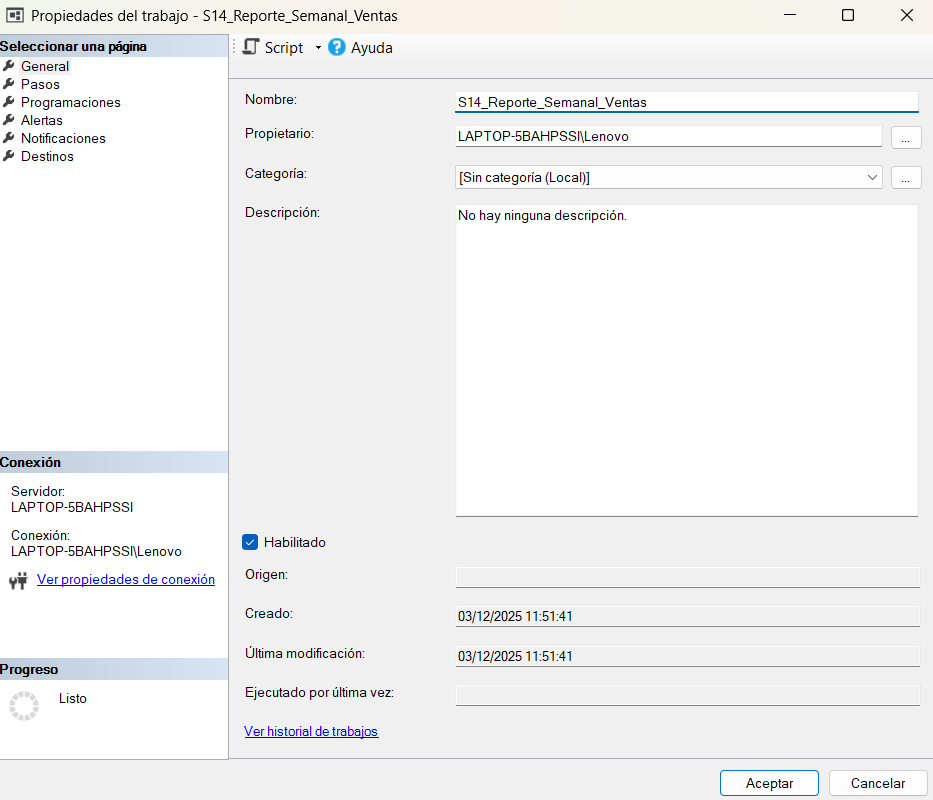 Propiedades del trabajo - S14_Reporte_Semanal_Ventas
Seleccionar una página
General
Pasos
Programaciones
Alertas
Notificaciones
Destinos
Script
Ayuda
Nombre:
S14_Reporte_Semanal_Ventas
Propietario:
LAPTOP-5BAHPSSI\Lenovo
...
Categoría:
[Sin categoría (Local)]
...
Descripción:
No hay ninguna descripción.
Conexión
Servidor:
LAPTOP-5BAHPSSI
Conexión:
LAPTOP-5BAHPSSI\Lenovo
Ver propiedades de conexión
Habilitado
Origen:
Creado:
03/12/2025 11:51:41
Última modificación:
03/12/2025 11:51:41
Ejecutado por última vez:
Ver historial de trabajos
Progreso
Listo
Aceptar
Cancelar